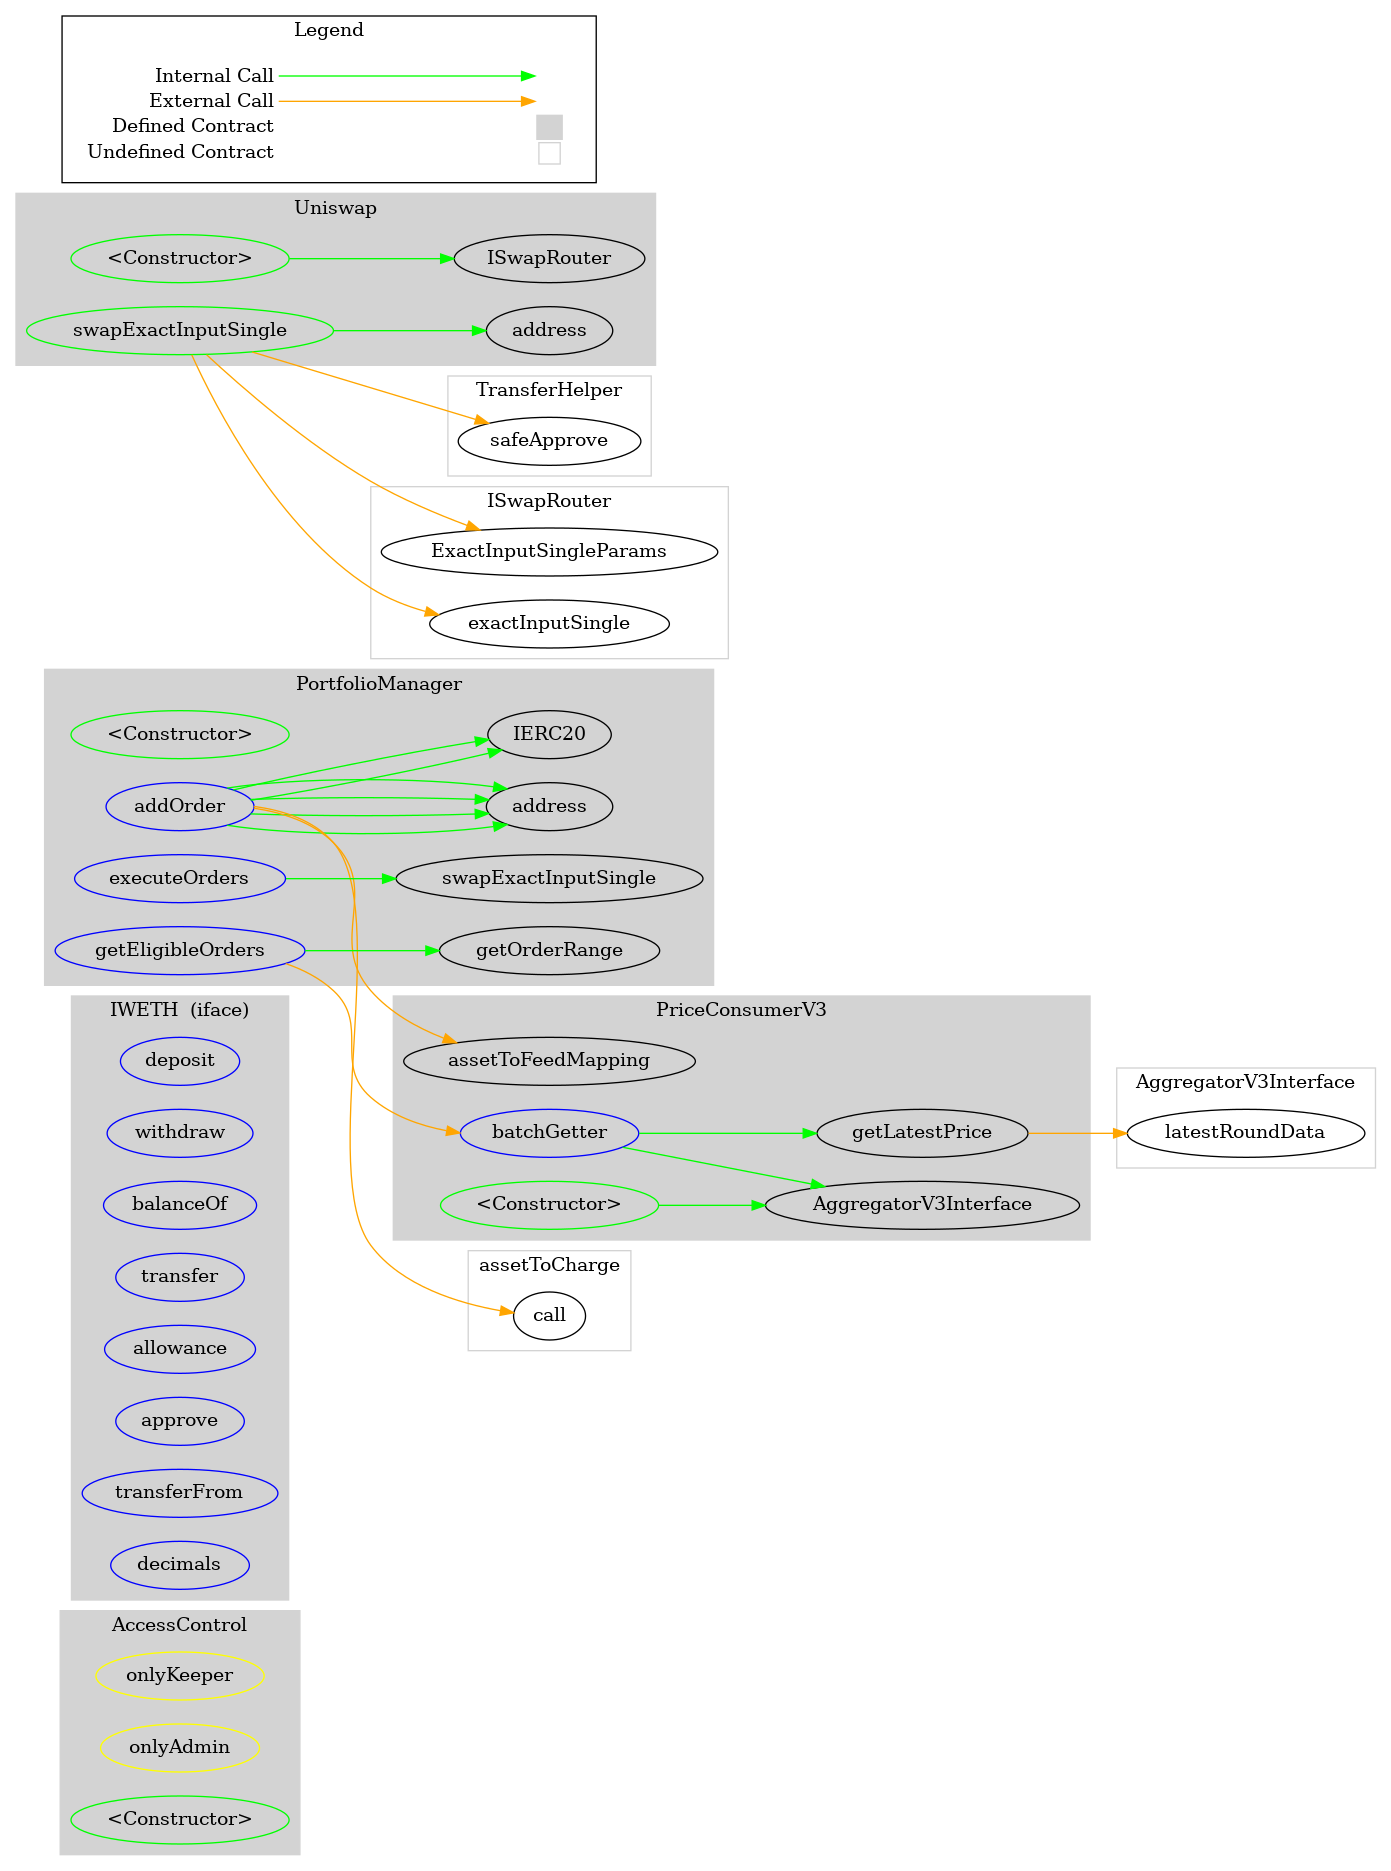 Legend
Internal Call
External Call
Defined Contract
Undefined Contract
Uniswap
<Constructor>
ISwapRouter
swapExactInputSingle
address
TransferHelper
safeApprove
ISwapRouter
ExactInputSingleParams
exactInputSingle
PortfolioManager
<Constructor>
IERC20
addOrder
address
executeOrders
swapExactInputSingle
getEligibleOrders
getOrderRange
IWETH  (iface)
deposit
withdraw
balanceOf
transfer
allowance
approve
transferFrom
decimals
PriceConsumerV3
assetToFeedMapping
batchGetter
getLatestPrice
<Constructor>
AggregatorV3Interface
AggregatorV3Interface
latestRoundData
assetToCharge
call
AccessControl
onlyKeeper
onlyAdmin
<Constructor>